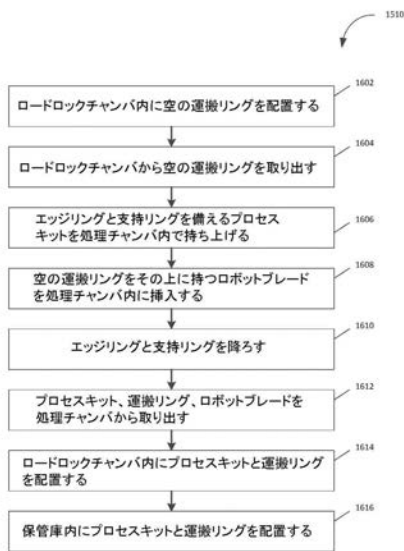 1510
1602
ロードロックチャンバ内に空の運搬リングを配置する
1604
ロードロックチャンバから空の運搬リングを取り出す
1606
エッジリングと支持リングを備えるプロセス
キットを処理チャンバ内で持ち上げる
1608
空の運搬リングをその上に持つロボットブレード
を処理チャンバ内に挿入する
1610
エッジリングと支持リングを降ろす
1612
プロセスキット、運搬リング、ロボットブレードを
処理チャンバから取り出す
1614
ロードロックチャンバ内にプロセスキットと運搬リング
を配置する
1616
保管庫内にプロセスキットと運搬リングを配置する